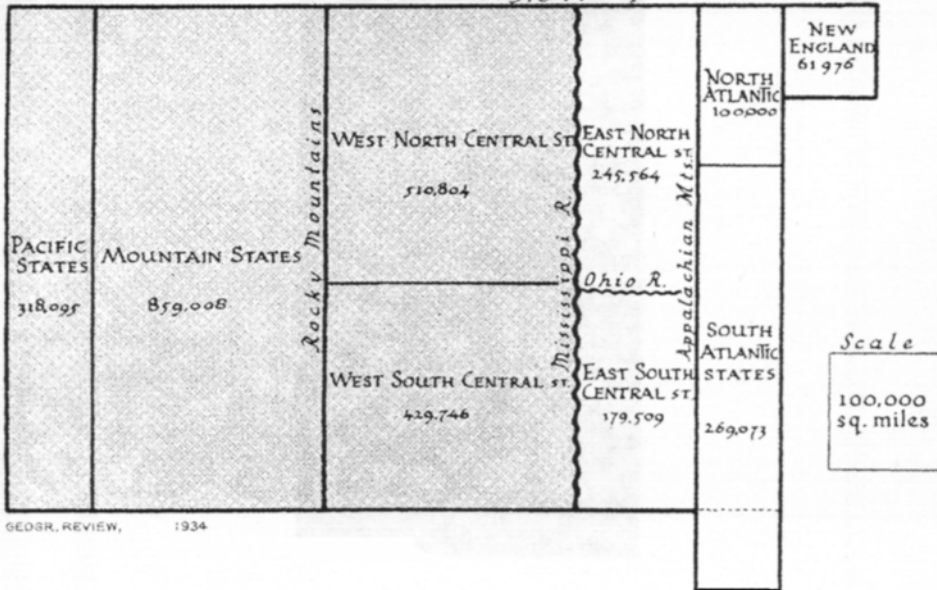 NEW
ENGLAND
61976
NORTH
ATLANTIC
100,000
WEST NORTH CENTRAL ST.
510,804
EAST NORTH
CENTRAL ST.
245,564
Rocky Mountains
Mississippi R.
Appalachian Mts.
PACIFIC
STATES
318,095
MOUNTAIN STATES
859,008
Ohio R.
WEST SOUTH CENTRAL ST.
429,746
EAST SOUTH
CENTRAL ST.
179,509
SOUTH
ATLANTIC
STATES
269,073
Scale
100,000
sq. miles
GEOGR. REVIEW, 1934